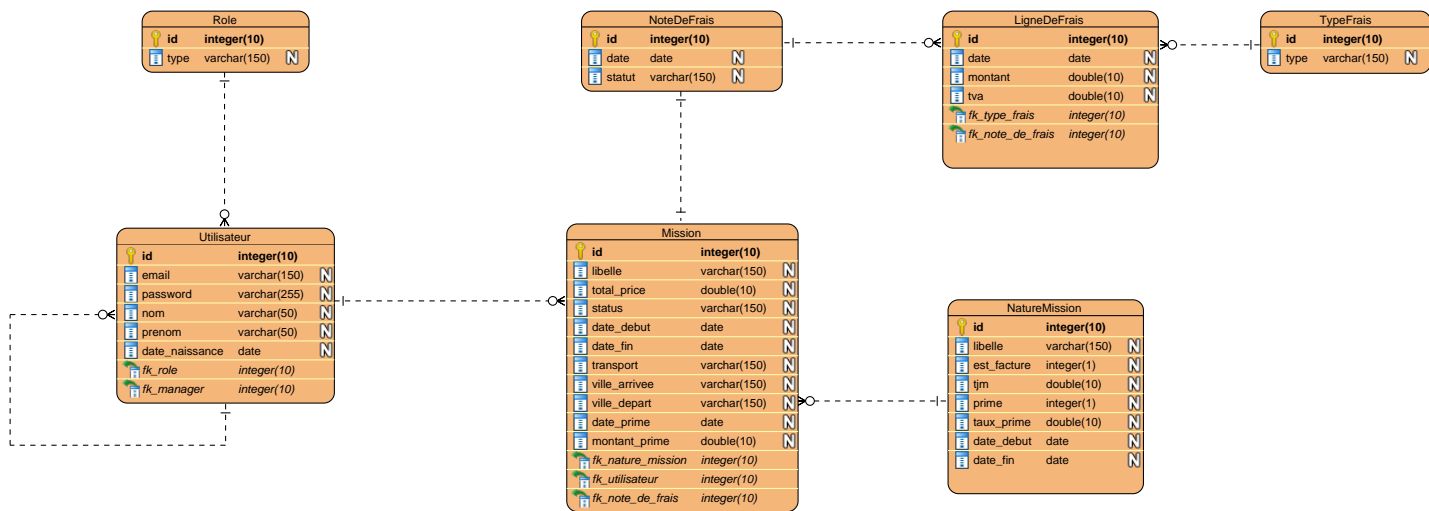 Role
id integer(10)
type varchar(150) N
NoteDeFrais
id integer(10)
date date N
statut varchar(150) N
LigneDeFrais
id integer(10)
date date N
montant double(10) N
tva double(10) N
fk_type_frais integer(10)
fk_note_de_frais integer(10)
TypeFrais
id integer(10)
type varchar(150) N
Utilisateur
id integer(10)
email varchar(150) N
password varchar(255) N
nom varchar(50) N
prenom varchar(50) N
date_naissance date N
fk_role integer(10)
fk_manager integer(10)
Mission
id integer(10)
libelle varchar(150) N
total_price double(10) N
status varchar(150) N
date_debut date N
date_fin date N
transport varchar(150) N
ville_arrivee varchar(150) N
ville_depart varchar(150) N
date_prime date N
montant_prime double(10) N
fk_nature_mission integer(10)
fk_utilisateur integer(10)
fk_note_de_frais integer(10)
NatureMission
id integer(10)
libelle varchar(150) N
est_facture integer(1) N
tjm double(10) N
prime integer(1) N
taux_prime double(10) N
date_debut date N
date_fin date N